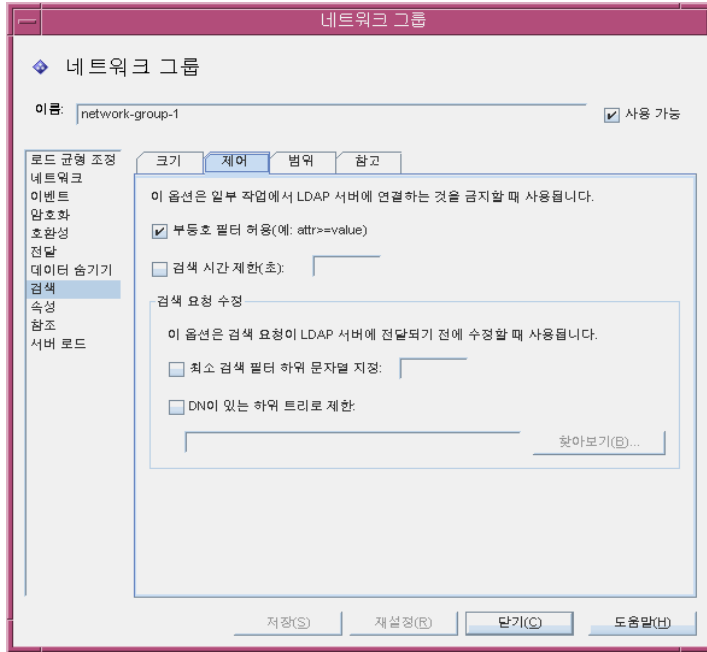 네트워크 그룹
네트워크 그룹
이름: network-group-1 사용 가능
로드 균형 조정
네트워크
이벤트
암호화
호환성
전달
데이터 숨기기
검색
속성
참조
서버 로드
크기 제어 범위 참고
이 옵션은 일부 작업에서 LDAP 서버에 연결하는 것을 금지할 때 사용됩니다.
부등호 필터 허용(예: attr>=value)
검색 시간 제한(초):
검색 요청 수정
이 옵션은 검색 요청이 LDAP 서버에 전달되기 전에 수정할 때 사용됩니다.
최소 검색 필터 하위 문자열 지정:
DN이 있는 하위 트리로 제한:
찾아보기(B)...
저장(S) 재설정(R) 닫기(C) 도움말(H)